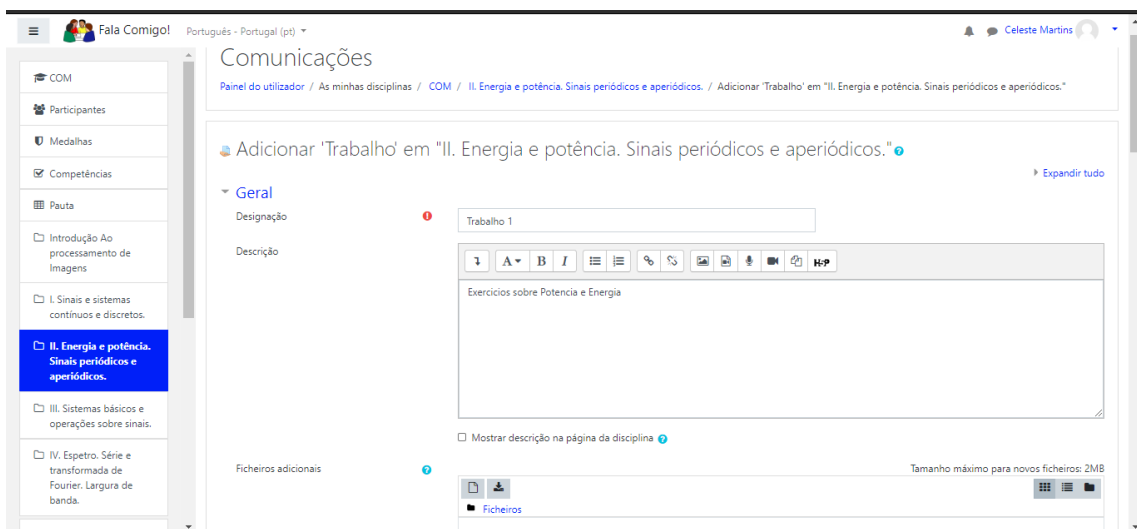 Fala Comigo! Português - Portugal (pt) Celeste Martins
COM
Participantes
Medalhas
Competências
Pauta
Introdução Ao
processamento de
Imagens
I. Sinais e sistemas
contínuos e discretos.
II. Energia e potência.
Sinais periódicos e
aperiódicos.
III. Sistemas básicos e
operações sobre sinais.
IV. Espetro. Série e
transformada de
Fourier. Largura de
banda.
Comunicações
Painel do utilizador / As minhas disciplinas / COM / II. Energia e potência. Sinais periódicos e aperiódicos. / Adicionar 'Trabalho' em "II. Energia e potência. Sinais periódicos e aperiódicos."
Adicionar 'Trabalho' em "II. Energia e potência. Sinais periódicos e aperiódicos."
Expandir tudo
Geral
Designação
Trabalho 1
Descrição
A B I H-P
Exercicios sobre Potencia e Energia
Mostrar descrição na página da disciplina
Ficheiros adicionais Tamanho máximo para novos ficheiros: 2MB
Ficheiros